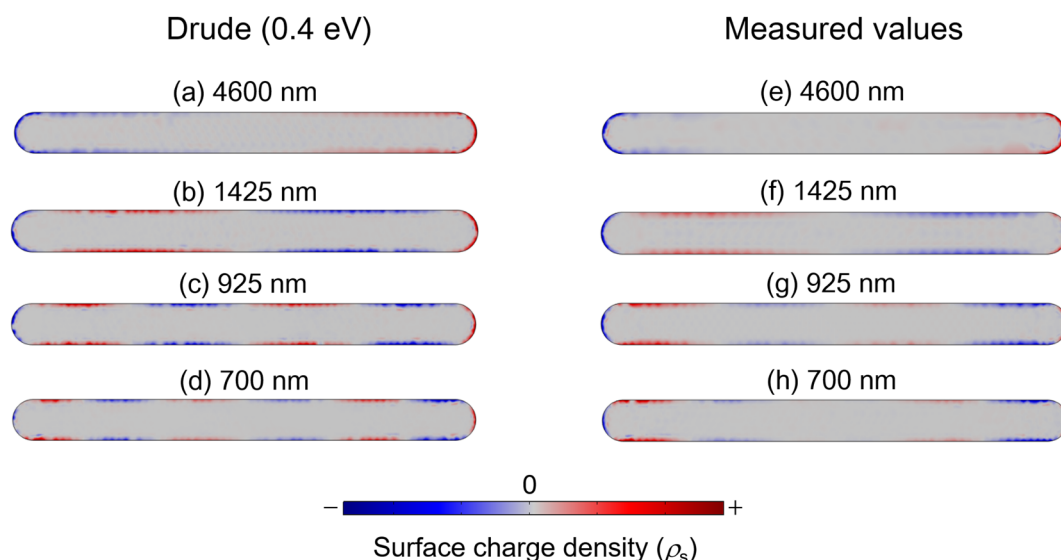 Drude (0.4 eV)
Measured values
(a) 4600 nm
(e) 4600 nm
(b) 1425 nm
(f) 1425 nm
(c) 925 nm
(g) 925 nm
(d) 700 nm
(h) 700 nm
0
− +
Surface charge density (ρs)